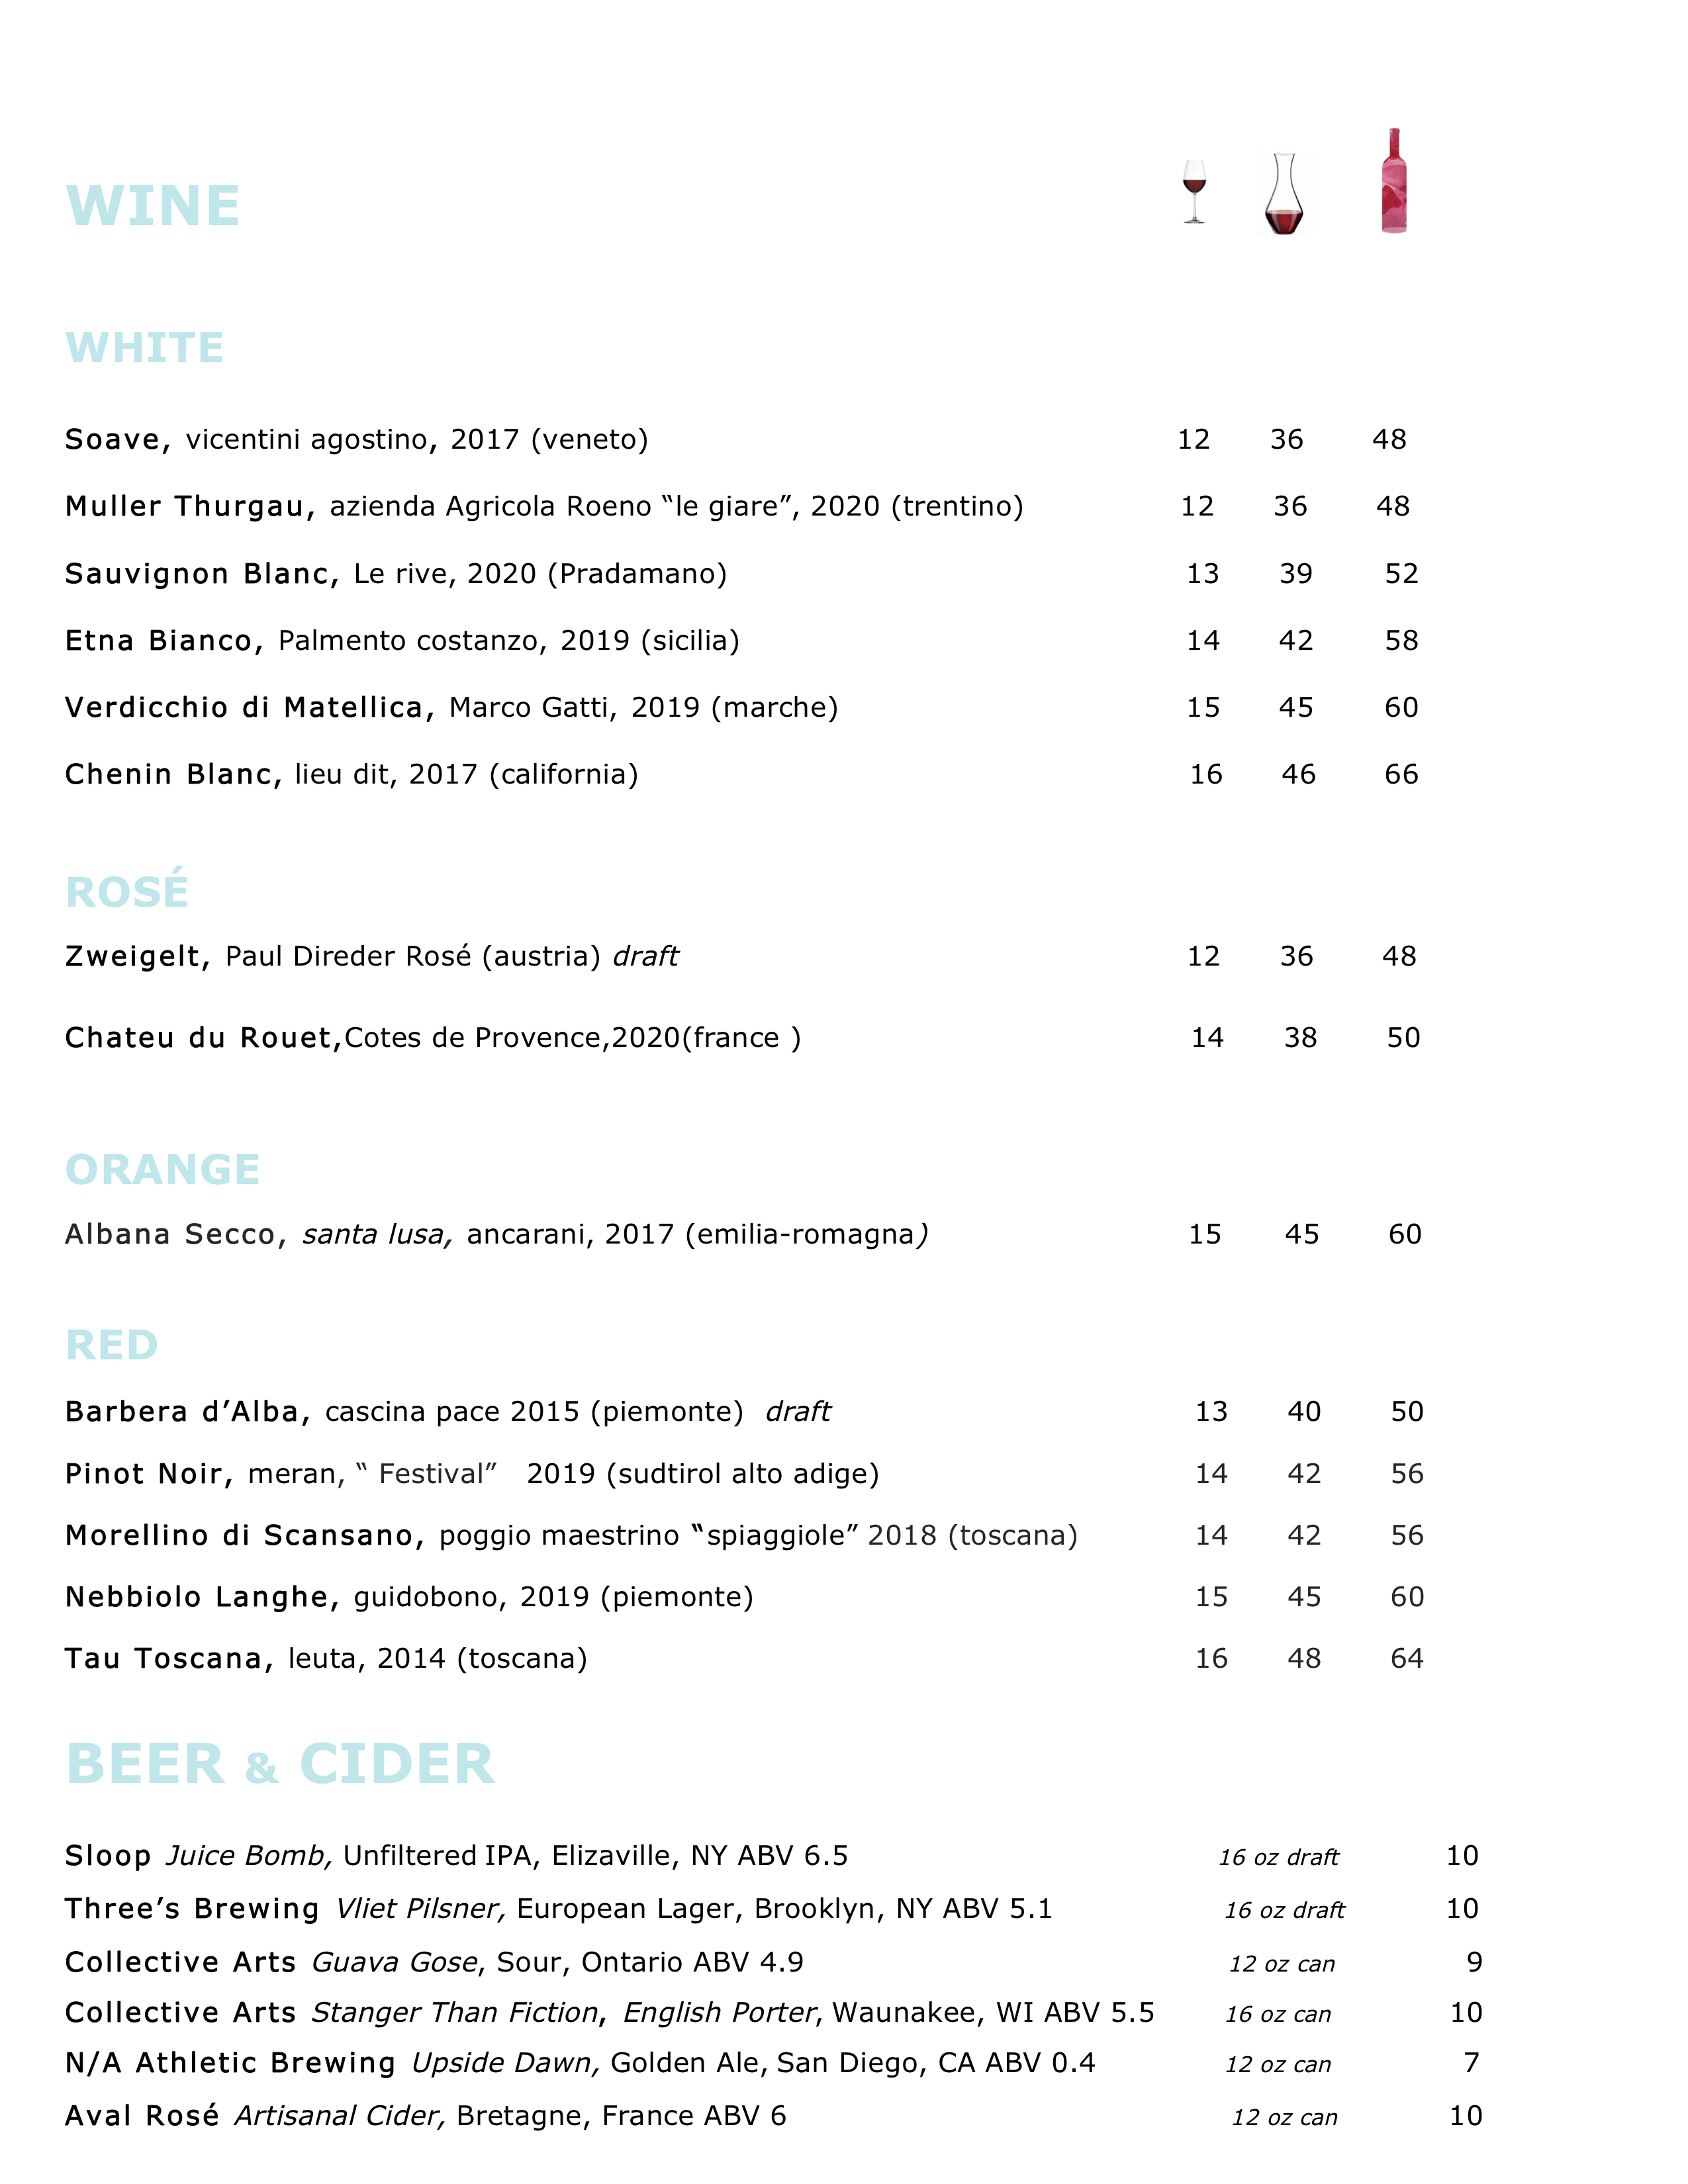 WINE
WHITE
Soave, vicentini agostino, 2017 (veneto) 12 36 48
Muller Thurgau, azienda Agricola Roeno “le giare”, 2020 (trentino) 12 36 48
Sauvignon Blanc, Le rive, 2020 (Pradamano) 13 39 52
Etna Bianco, Palmento costanzo, 2019 (sicilia) 14 42 58
Verdicchio di Matellica, Marco Gatti, 2019 (marche) 15 45 60
Chenin Blanc, lieu dit, 2017 (california) 16 46 66
ROSÉ
Zweigelt, Paul Direder Rosé (austria) draft 12 36 48
Chateu du Rouet,Cotes de Provence,2020(france ) 14 38 50
ORANGE
Albana Secco, santa lusa, ancarani, 2017 (emilia-romagna) 15 45 60
RED
Barbera d’Alba, cascina pace 2015 (piemonte) draft 13 40 50
Pinot Noir, meran, “ Festival” 2019 (sudtirol alto adige) 14 42 56
Morellino di Scansano, poggio maestrino “spiaggiole” 2018 (toscana) 14 42 56
Nebbiolo Langhe, guidobono, 2019 (piemonte) 15 45 60
Tau Toscana, leuta, 2014 (toscana) 16 48 64
BEER & CIDER
Sloop Juice Bomb, Unfiltered IPA, Elizaville, NY ABV 6.5 16 oz draft 10
Three’s Brewing Vliet Pilsner, European Lager, Brooklyn, NY ABV 5.1 16 oz draft 10
Collective Arts Guava Gose, Sour, Ontario ABV 4.9 12 oz can 9
Collective Arts Stanger Than Fiction, English Porter, Waunakee, WI ABV 5.5 16 oz can 10
N/A Athletic Brewing Upside Dawn, Golden Ale, San Diego, CA ABV 0.4 12 oz can 7
Aval Rosé Artisanal Cider, Bretagne, France ABV 6 12 oz can 10